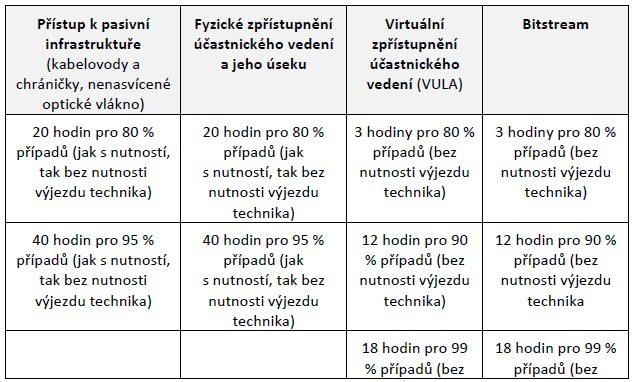 Přístup k pasivní
infrastruktuře
(kabelovody a
chráničky, nenasvícené
optické vlákno)
Fyzické zpřístupnění
účastnického vedení
a jeho úseku
Virtuální
zpřístupnění
účastnického
vedení (VULA)
Bitstream
20 hodin pro 80 %
případů (jak s nutností,
tak bez nutnosti
výjezdu technika)
20 hodin pro 80 %
případů (jak
s nutností, tak bez
nutnosti výjezdu
technika)
3 hodiny pro 80 %
případů (bez
nutnosti výjezdu
technika)
3 hodiny pro 80 %
případů (bez
nutnosti výjezdu
technika)
40 hodin pro 95 %
případů (jak s nutností,
tak bez nutnosti
výjezdu technika)
40 hodin pro 95 %
případů (jak
s nutností, tak bez
nutnosti výjezdu
technika)
12 hodin pro 90
% případů (bez
nutnosti výjezdu
technika)
12 hodin pro 90 %
případů (bez
nutnosti výjezdu
technika
18 hodin pro 99
% případů (bez
18 hodin pro 99 %
případů (bez